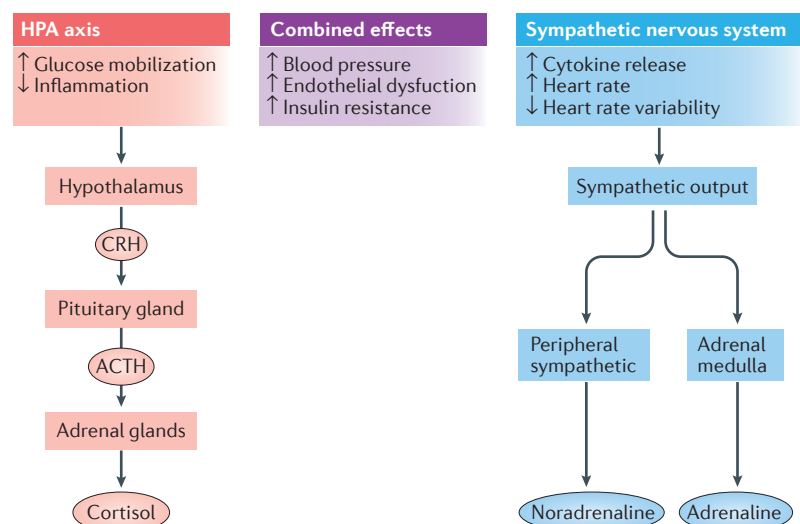 HPA axis
↑ Glucose mobilization
↓ Inflammation
Combined effects
↑ Blood pressure
↑ Endothelial dysfuction
↑ Insulin resistance
Sympathetic nervous system
↑ Cytokine release
↑ Heart rate
↓ Heart rate variability
Hypothalamus
CRH
Pituitary gland
ACTH
Adrenal glands
Cortisol
Sympathetic output
Peripheral
sympathetic
Adrenal
medulla
Noradrenaline
Adrenaline